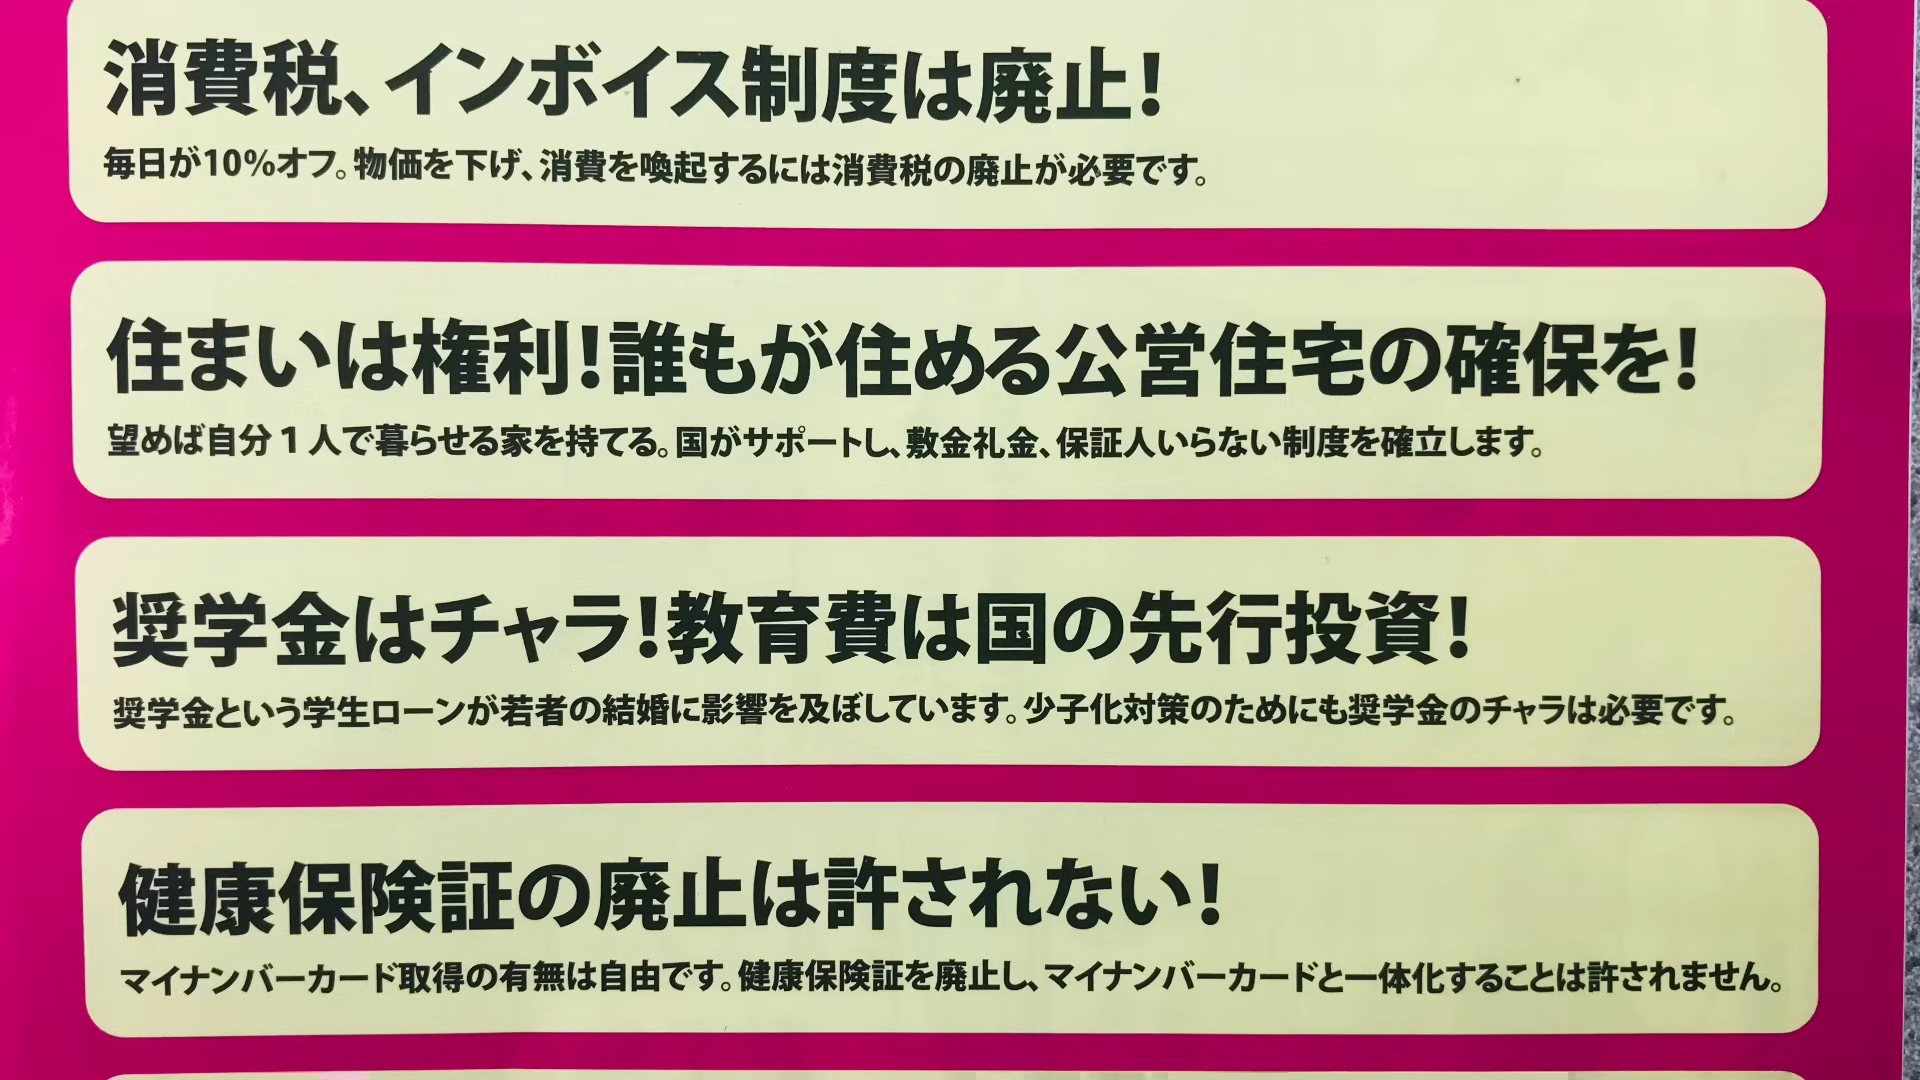 消費税、インボイス制度は廃止！
毎日が10%オフ。物価を下げ、消費を喚起するには消費税の廃止が必要です。
住まいは権利！誰もが住める公営住宅の確保を！
望めば自分１人で暮らせる家を持てる。国がサポートし、敷金礼金、保証人いらない制度を確立します。
奨学金はチャラ！教育費は国の先行投資！
奨学金という学生ローンが若者の結婚に影響を及ぼしています。少子化対策のためにも奨学金のチャラは必要です。
健康保険証の廃止は許されない！
マイナンバーカード取得の有無は自由です。健康保険証を廃止し、マイナンバーカードと一体化することは許されません。